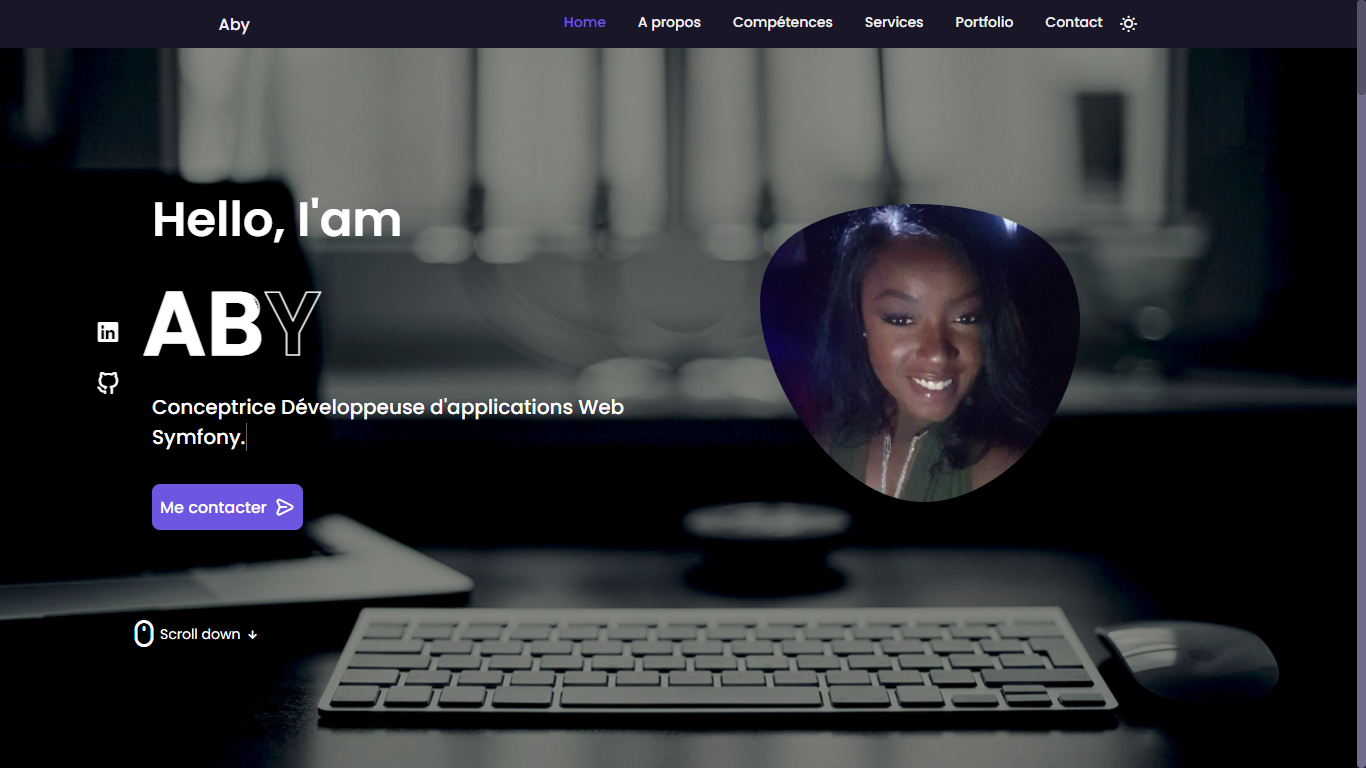 Aby
Home A propos Compétences Services Portfolio Contact
Hello, I'am
ABY
Conceptrice Développeuse d'applications Web
Symfony.
Me contacter
Scroll down